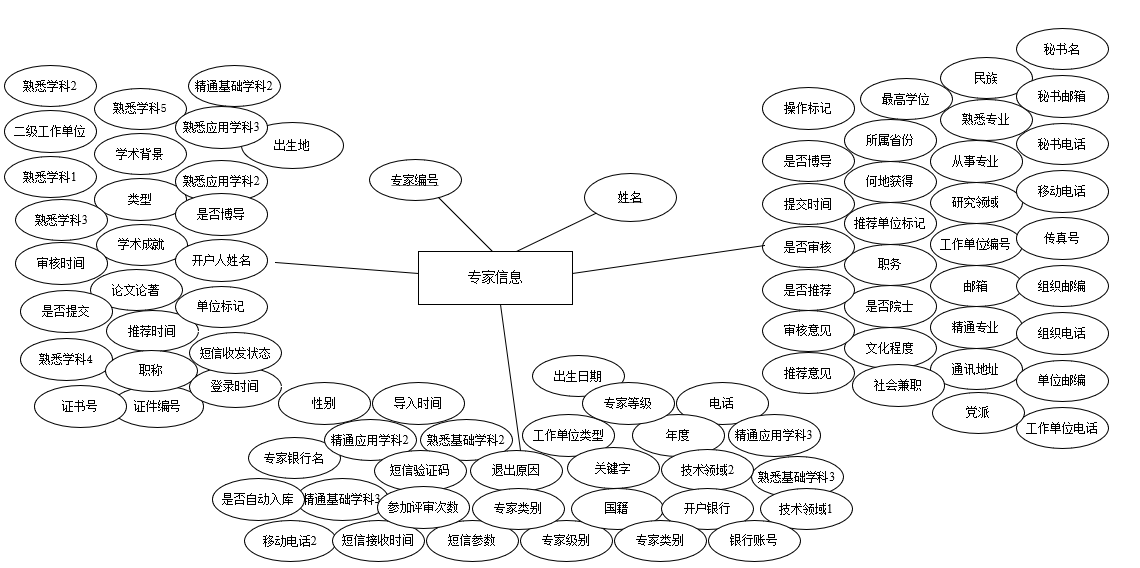 秘书名
民族
熟悉学科2
精通基础学科2
最高学位
秘书邮箱
熟悉学科5
操作标记
熟悉专业
二级工作单位
熟悉应用学科3
出生地
所属省份
秘书电话
学术背景
是否博导
从事专业
熟悉学科1
专家编号
熟悉应用学科2
何地获得
移动电话
类型
姓名
提交时间
研究领域
熟悉学科3
是否博导
推荐单位标记
传真号
学术成就
是否审核
工作单位编号
审核时间
开户人姓名
专家信息
职务
论文论著
是否推荐
邮箱
组织邮编
是否提交
单位标记
是否院士
推荐时间
审核意见
精通专业
组织电话
熟悉学科4
职称
短信收发状态
文化程度
登录时间
出生日期
推荐意见
社会兼职
通讯地址
单位邮编
证书号
证件编号
性别
导入时间
专家等级
电话
党派
工作单位电话
精通应用学科2
熟悉基础学科2
工作单位类型
年度
精通应用学科3
专家银行名
短信验证码
退出原因
关键字
技术领域2
熟悉基础学科3
是否自动入库
精通基础学科3
参加评审次数
专家类别
国籍
开户银行
技术领域1
移动电话2
短信接收时间
短信参数
专家级别
专家类别
银行账号